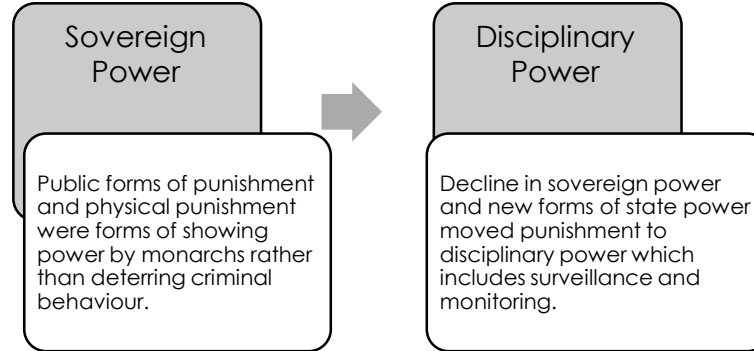 Sovereign
Power
Public forms of punishment
and physical punishment
were forms of showing
power by monarchs rather
than deterring criminal
behaviour.
Disciplinary
Power
Decline in sovereign power
and new forms of state power
moved punishment to
disciplinary power which
includes surveillance and
monitoring.